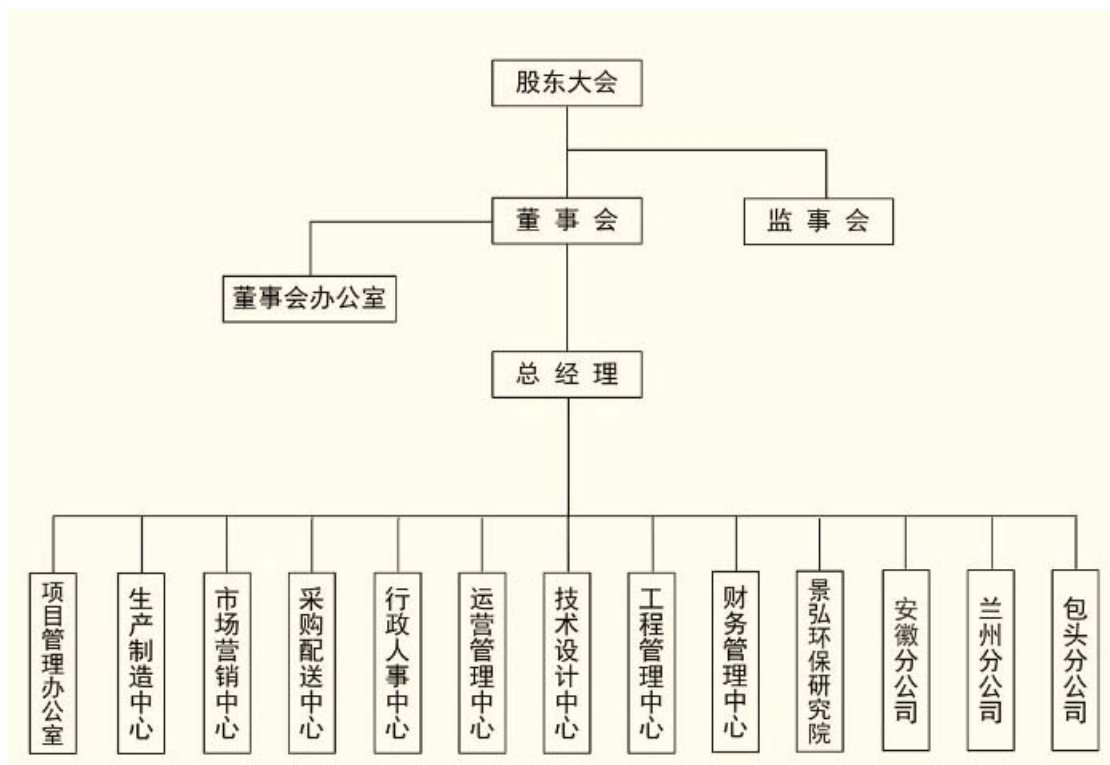 股东大会
董事会
监事会
董事会办公室
总经理
项目管理办公室
生产制造中心
市场营销中心
采购配送中心
行政人事中心
运营管理中心
技术设计中心
工程管理中心
财务管理中心
景弘环保研究院
安徽分公司
兰州分公司
包头分公司